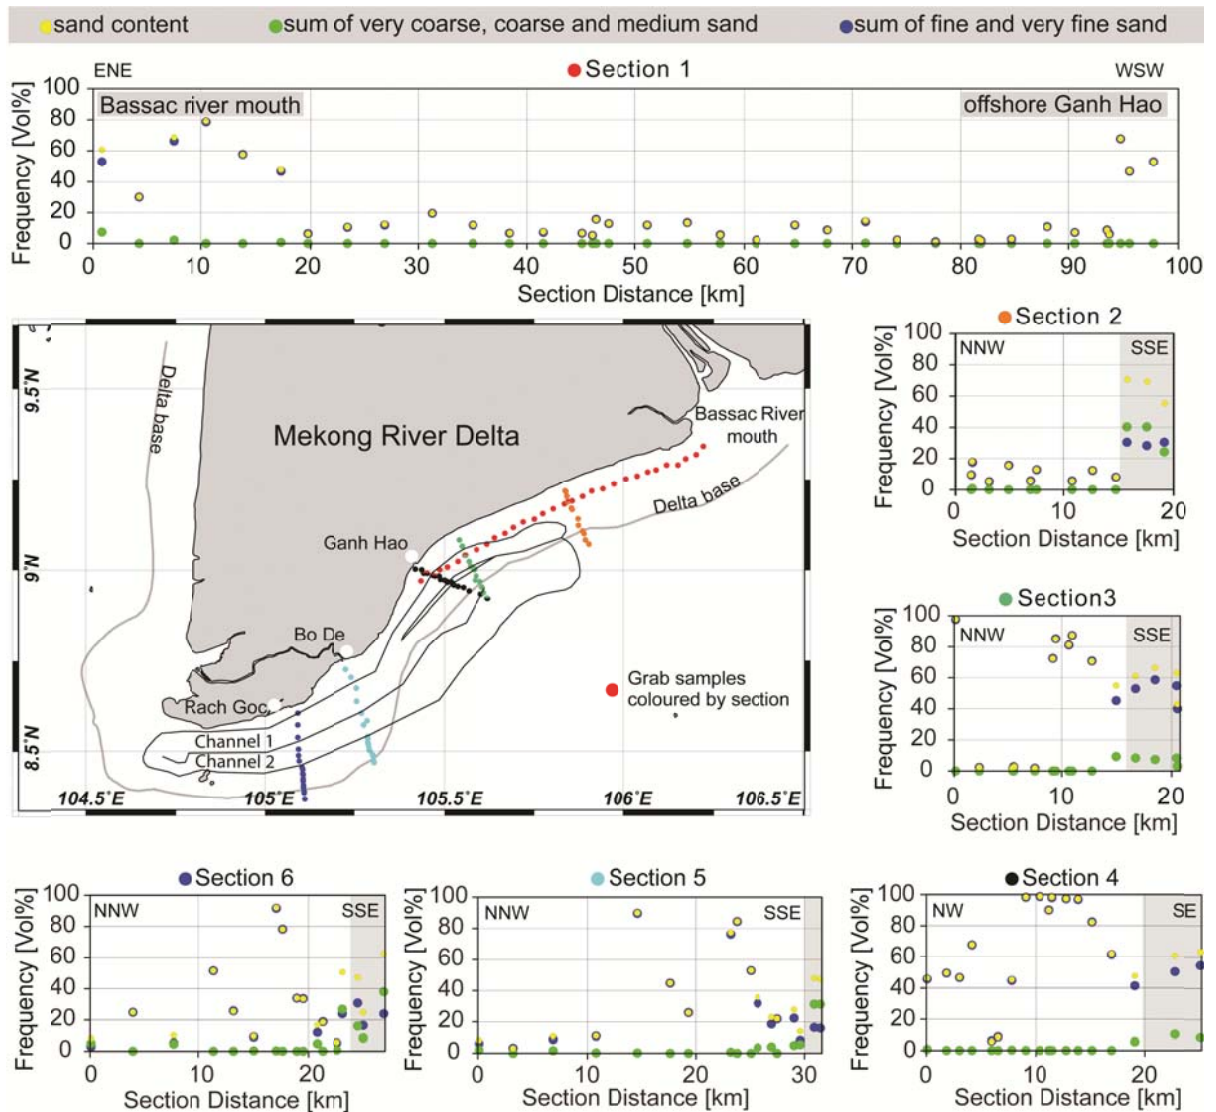 sand content
sum of very coarse, coarse and medium sand
sum of fine and very fine sand
ENE
Section 1
WSW
Bassac river mouth
offshore Ganh Hao
Frequency [Vol%]
100
80
60
40
20
0
0 10 20 30 40 50 60 70 80 90 100
Section Distance [km]
Section 2
NNW
SSE
Frequency [Vol%]
100
80
60
40
20
0
0 10 20
Section Distance [km]
Delta base
9.5°N
9°N
8.5°N
Mekong River Delta
Bassac River
mouth
Delta base
Ganh Hao
Bo De
Rach Goc
Channel 1
Channel 2
Grab samples
coloured by section
104.5°E 105°E 105.5°E 106°E 106.5°E
Section3
NNW
SSE
Frequency [Vol%]
100
80
60
40
20
0
0 10 20
Section Distance [km]
Section 6
NNW
SSE
Frequency [Vol%]
100
80
60
40
20
0
0 10 20
Section Distance [km]
Section 5
NNW
SSE
Frequency [Vol%]
100
80
60
40
20
0
0 10 20 30
Section Distance [km]
Section 4
NW
SE
Frequency [Vol%]
100
80
60
40
20
0
0 10 20
Section Distance [km]